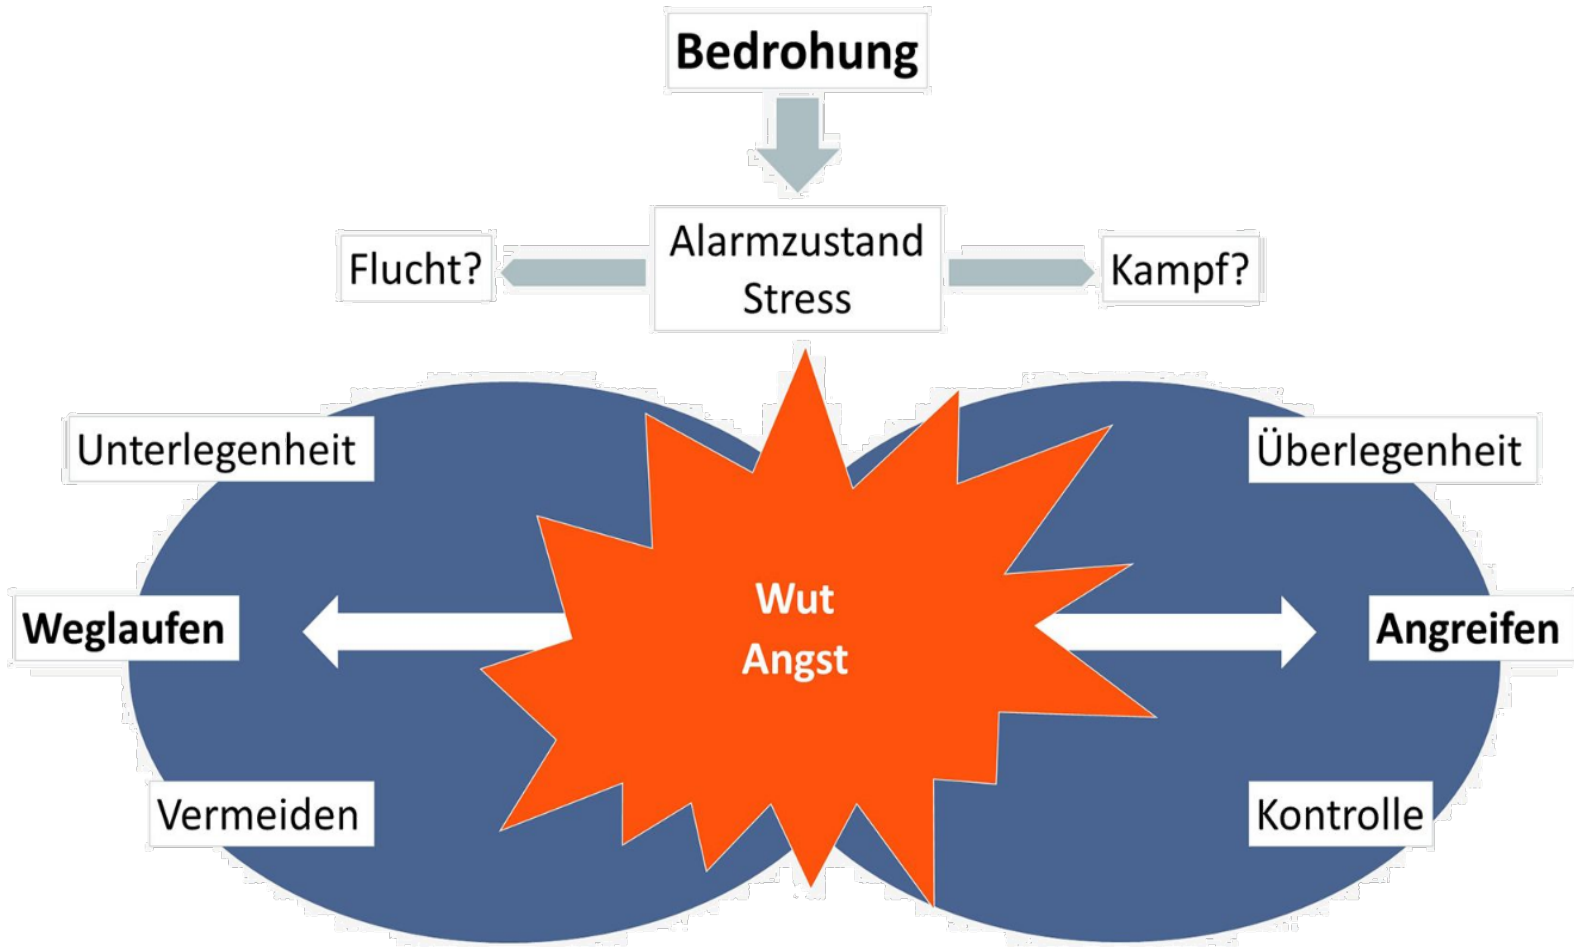 Bedrohung
Alarmzustand
Stress
Flucht?
Kampf?
Unterlegenheit
Überlegenheit
Wut
Angst
Weglaufen
Angreifen
Vermeiden
Kontrolle